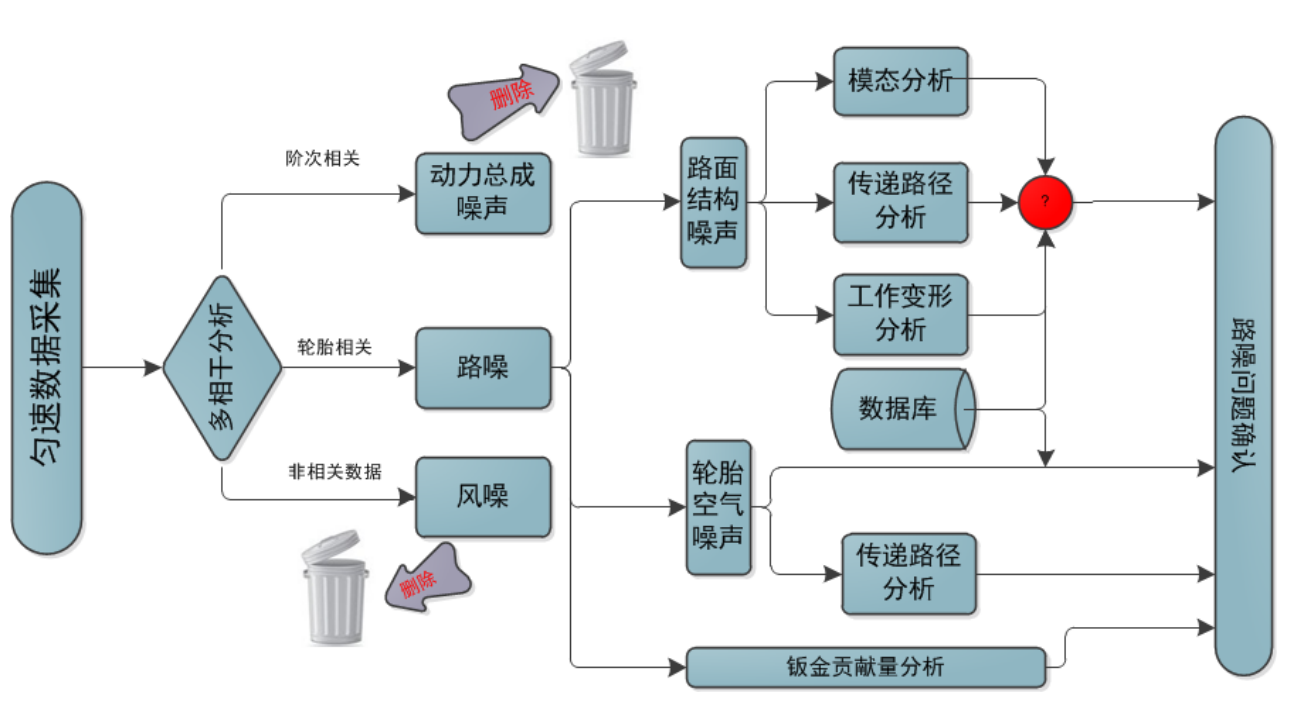 匀速数据采集
多相干分析
阶次相关
动力总成
噪声
删除
轮胎相关
路噪
非相关数据
风噪
删除
路面
结构
噪声
模态分析
传递路径
分析
?
工作变形
分析
数据库
轮胎
空气
噪声
传递路径
分析
钣金贡献量分析
路噪问题确认